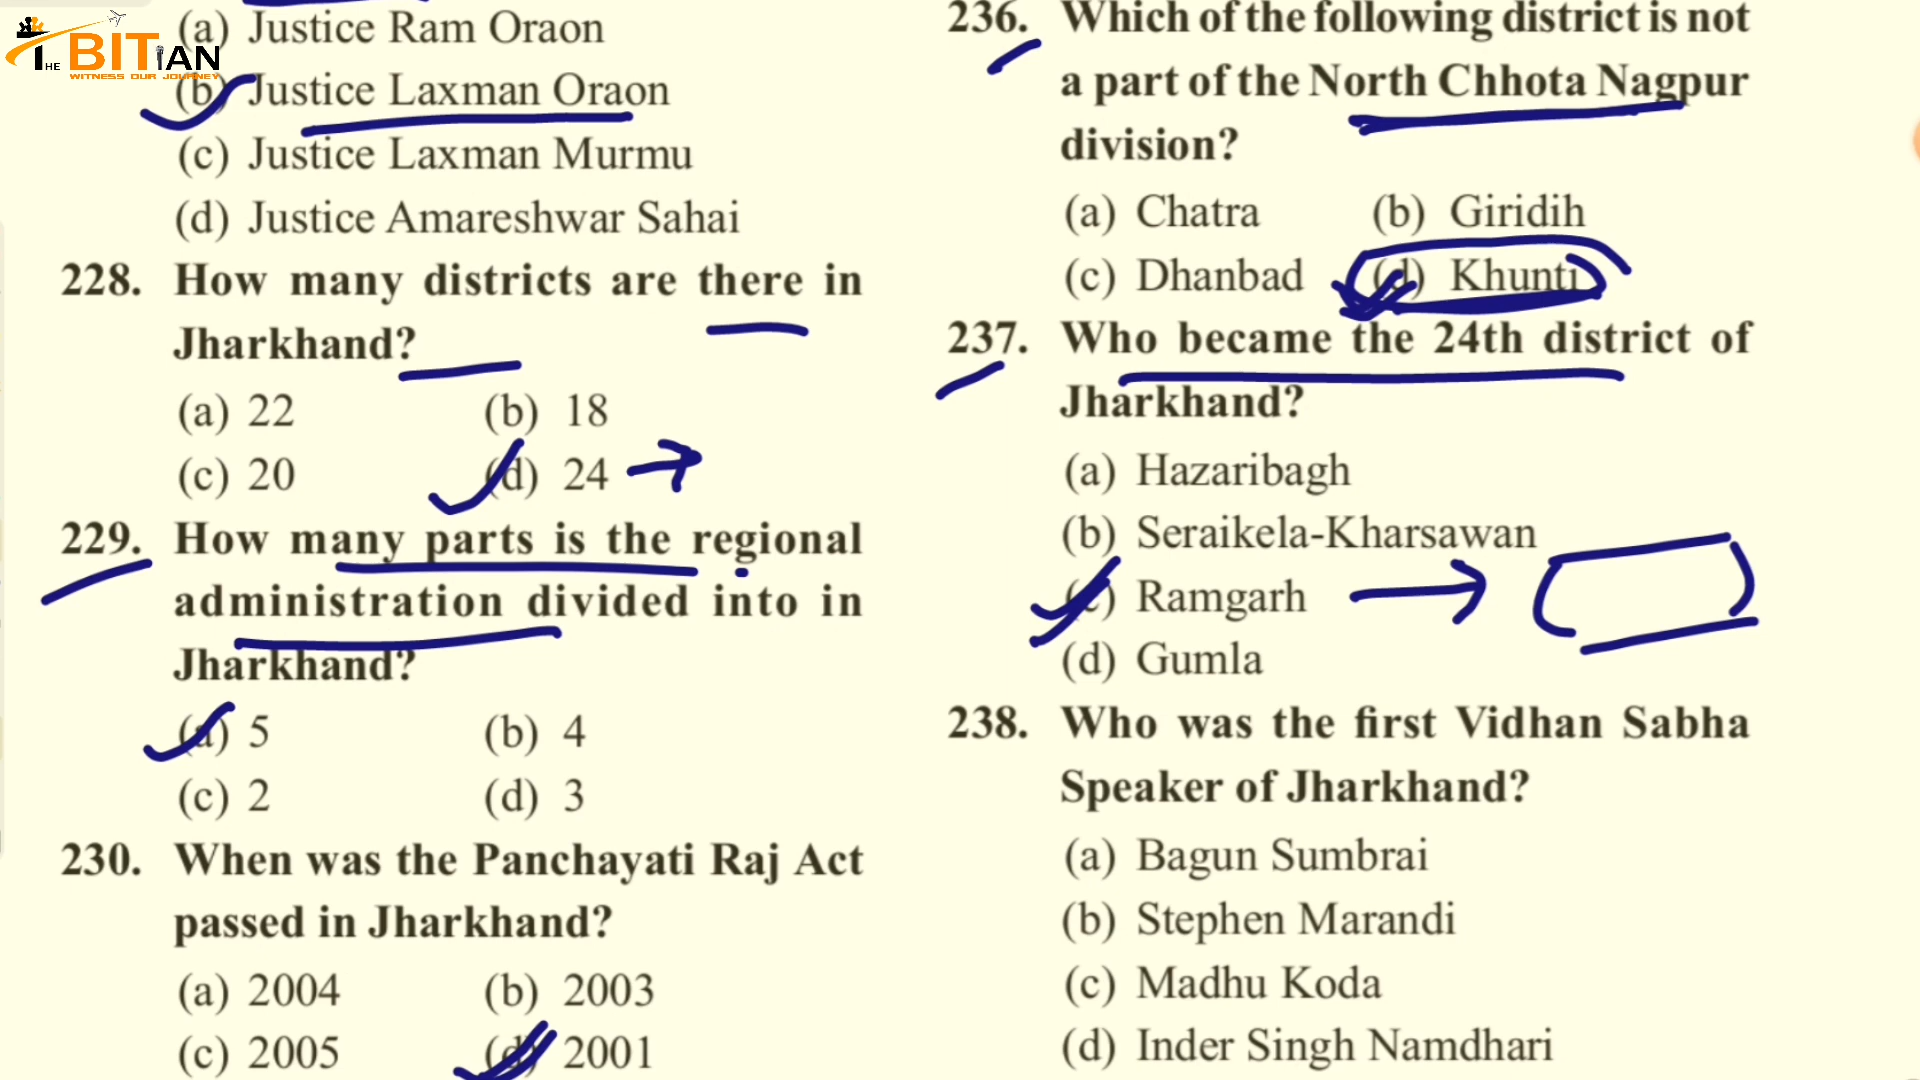 THE BITIAN
WITNESS OUR JOURNEY
(a) Justice Ram Oraon
(b) Justice Laxman Oraon
(c) Justice Laxman Murmu
(d) Justice Amareshwar Sahai
228. How many districts are there in
Jharkhand?
(a) 22 (b) 18
(c) 20 (d) 24
229. How many parts is the regional
administration divided into in
Jharkhand?
(a) 5 (b) 4
(c) 2 (d) 3
230. When was the Panchayati Raj Act
passed in Jharkhand?
(a) 2004 (b) 2003
(c) 2005 (d) 2001
236. Which of the following district is not
a part of the North Chhota Nagpur
division?
(a) Chatra (b) Giridih
(c) Dhanbad (d) Khunti
237. Who became the 24th district of
Jharkhand?
(a) Hazaribagh
(b) Seraikela-Kharsawan
(c) Ramgarh
(d) Gumla
238. Who was the first Vidhan Sabha
Speaker of Jharkhand?
(a) Bagun Sumbrai
(b) Stephen Marandi
(c) Madhu Koda
(d) Inder Singh Namdhari